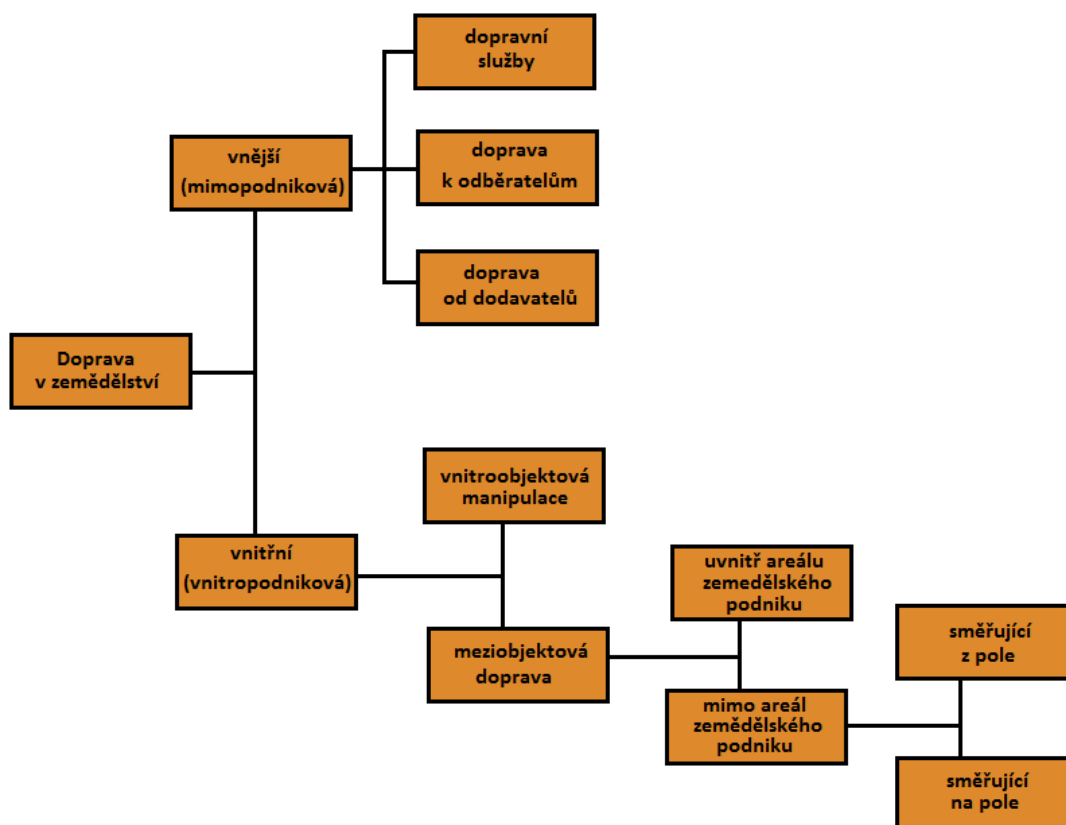 dopravní
služby
vnější
(mimopodniková)
doprava
k odběratelům
doprava
od dodavatelů
Doprava
v zemědělství
vnitroobjektová
manipulace
vnitřní
(vnitropodniková)
uvnitř areálu
zemedělského
podniku
meziobjektová
doprava
směřující
z pole
mimo areál
zemědělského
podniku
směřující
na pole